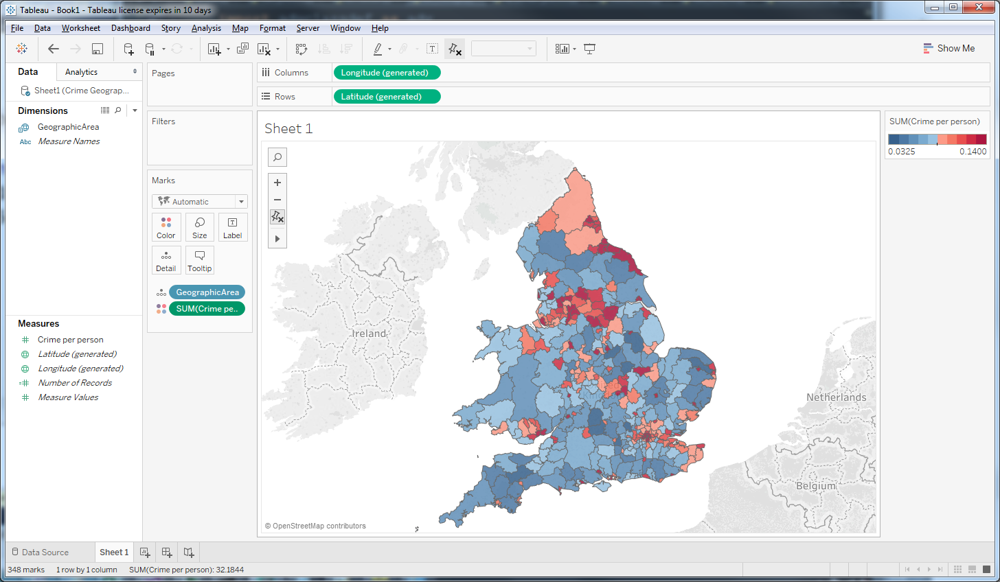 Tableau - Book1 - Tableau license expires in 10 days
File Data Worksheet Dashboard Story Analysis Map Format Server Window Help
Show Me
Data Analytics
Pages
Columns Longitude (generated)
Sheet1 (Crime Geograp...
Rows Latitude (generated)
Dimensions
GeographicArea
Abc Measure Names
Filters
Sheet 1
SUM(Crime per person)
0.0325 0.1400
Marks
Automatic
Color Size Label
Detail Tooltip
GeographicArea
SUM(Crime pe..
Measures
Crime per person
Latitude (generated)
Longitude (generated)
Number of Records
Measure Values
Ireland
Netherlands
Belgium
© OpenStreetMap contributors
Data Source Sheet 1
348 marks 1 row by 1 column SUM(Crime per person): 32.1844